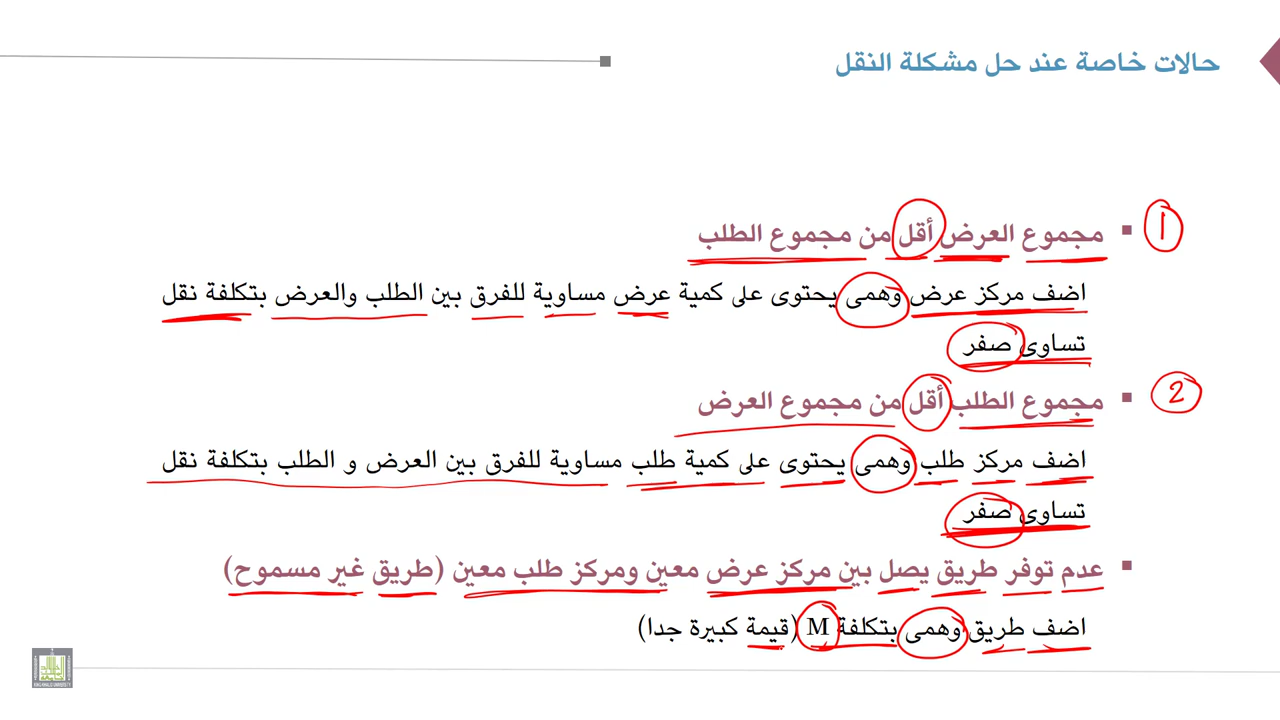 حالات خاصة عند حل مشكلة النقل
1
▪ مجموع العرض أقل من مجموع الطلب
اضف مركز عرض وهمى يحتوى على كمية عرض مساوية للفرق بين الطلب والعرض بتكلفة نقل
تساوى صفر
2
▪ مجموع الطلب أقل من مجموع العرض
اضف مركز طلب وهمى يحتوى على كمية طلب مساوية للفرق بين العرض و الطلب بتكلفة نقل
تساوى صفر
▪ عدم توفر طريق يصل بين مركز عرض معين ومركز طلب معين (طريق غير مسموح)
اضف طريق وهمى بتكلفة M (قيمة كبيرة جدا)